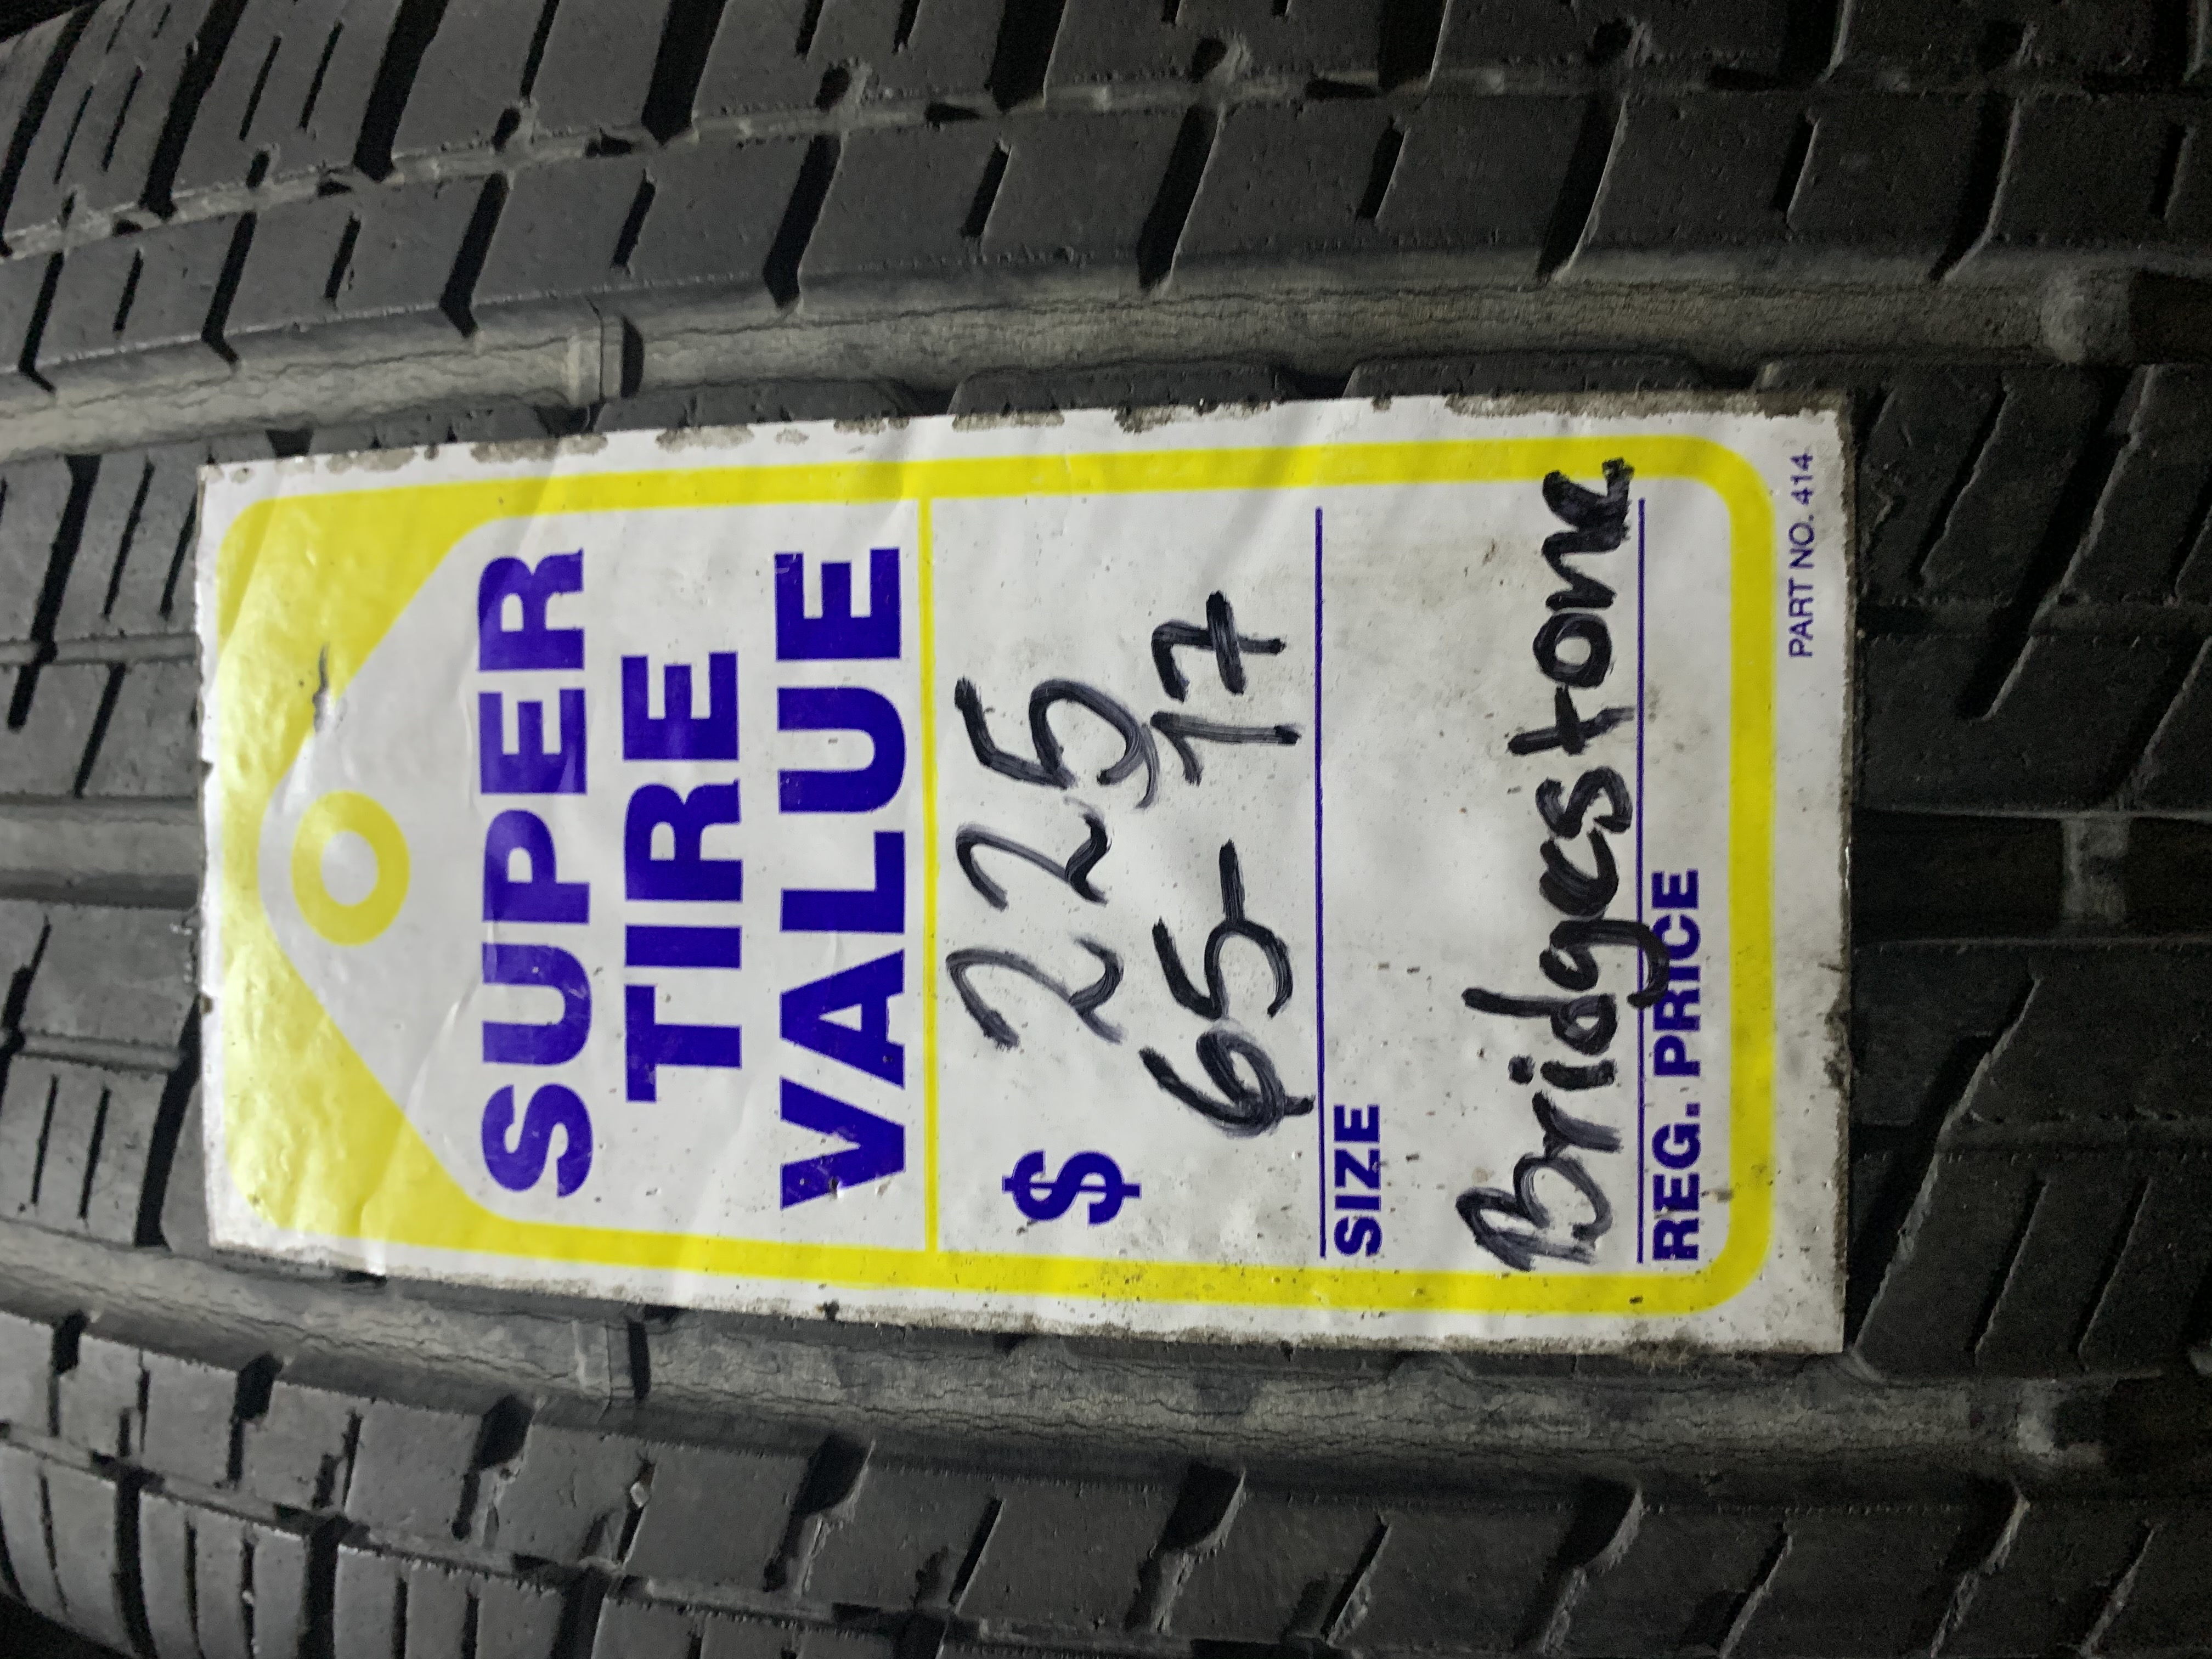 SUPER
TIRE
VALUE
$ 225
65- 17
SIZE
Bridgestone
REG. PRICE
PART NO. 414